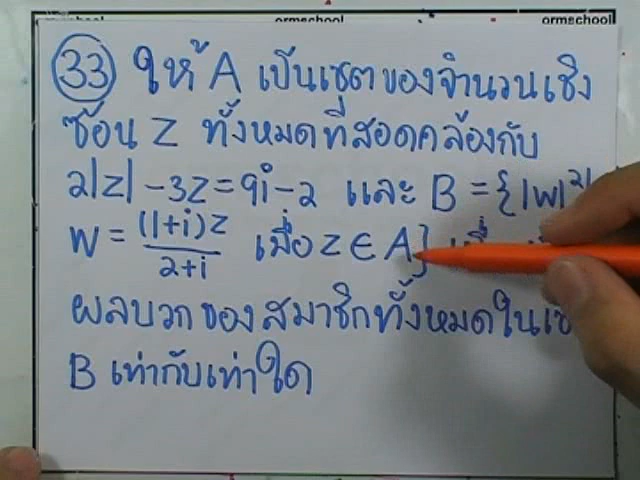 ormschool ormschool
33 ให้ A เป็นเซตของจำนวนเชิง
ซ้อน Z ทั้งหมดที่สอดคล้องกับ
2|z| - 3z = 9i - 2 และ B = {|w|²|
w = (1+i)z / 2+i เมื่อ z ∈ A}
ผลบวกของสมาชิกทั้งหมดใน
B เท่ากับเท่าใด